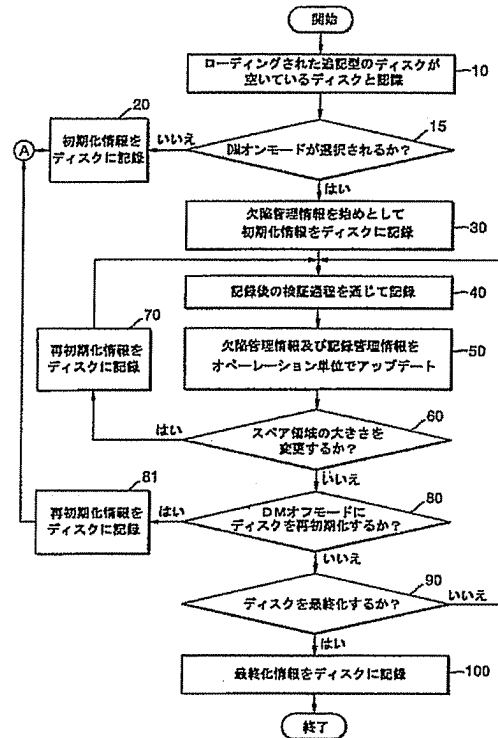 開始
ローディングされた追記型のディスクが
空いているディスクと認識
10
20
初期化情報を
ディスクに記録
A
いいえ
DMオンモードが選択されるか?
15
はい
欠陥管理情報を始めとして
初期化情報をディスクに記録
30
記録後の検証過程を通じて記録
40
70
再初期化情報を
ディスクに記録
欠陥管理情報及び記録管理情報を
オペレーション単位でアップデート
50
はい
スペア領域の大きさを
変更するか?
60
いいえ
81
再初期化情報を
ディスクに記録
はい
DMオフモードに
ディスクを再初期化するか?
80
いいえ
ディスクを最終化するか?
90
いいえ
はい
最終化情報をディスクに記録
100
終了